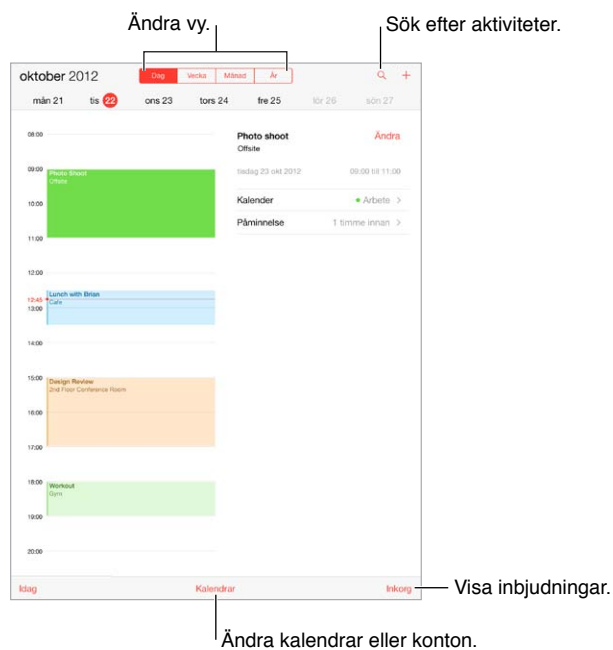 Ändra vy.
Sök efter aktiviteter.
oktober 2012
Dag Vecka Månad År
mån 21 tis 22 ons 23 tors 24 fre 25 lör 26 sön 27
08:00
09:00
10:00
11:00
12:00
12:45
13:00
14:00
15:00
16:00
17:00
18:00
19:00
20:00
Photo Shoot
Offsite
Lunch with Brian
Cafe
Design Review
2nd Floor Conference Room
Workout
Gym
Photo shoot Ändra
Offsite
tisdag 23 okt 2012 09:00 till 11:00
Kalender Arbete >
Påminnelse 1 timme innan >
Idag Kalendrar Inkorg
Visa inbjudningar.
Ändra kalendrar eller konton.